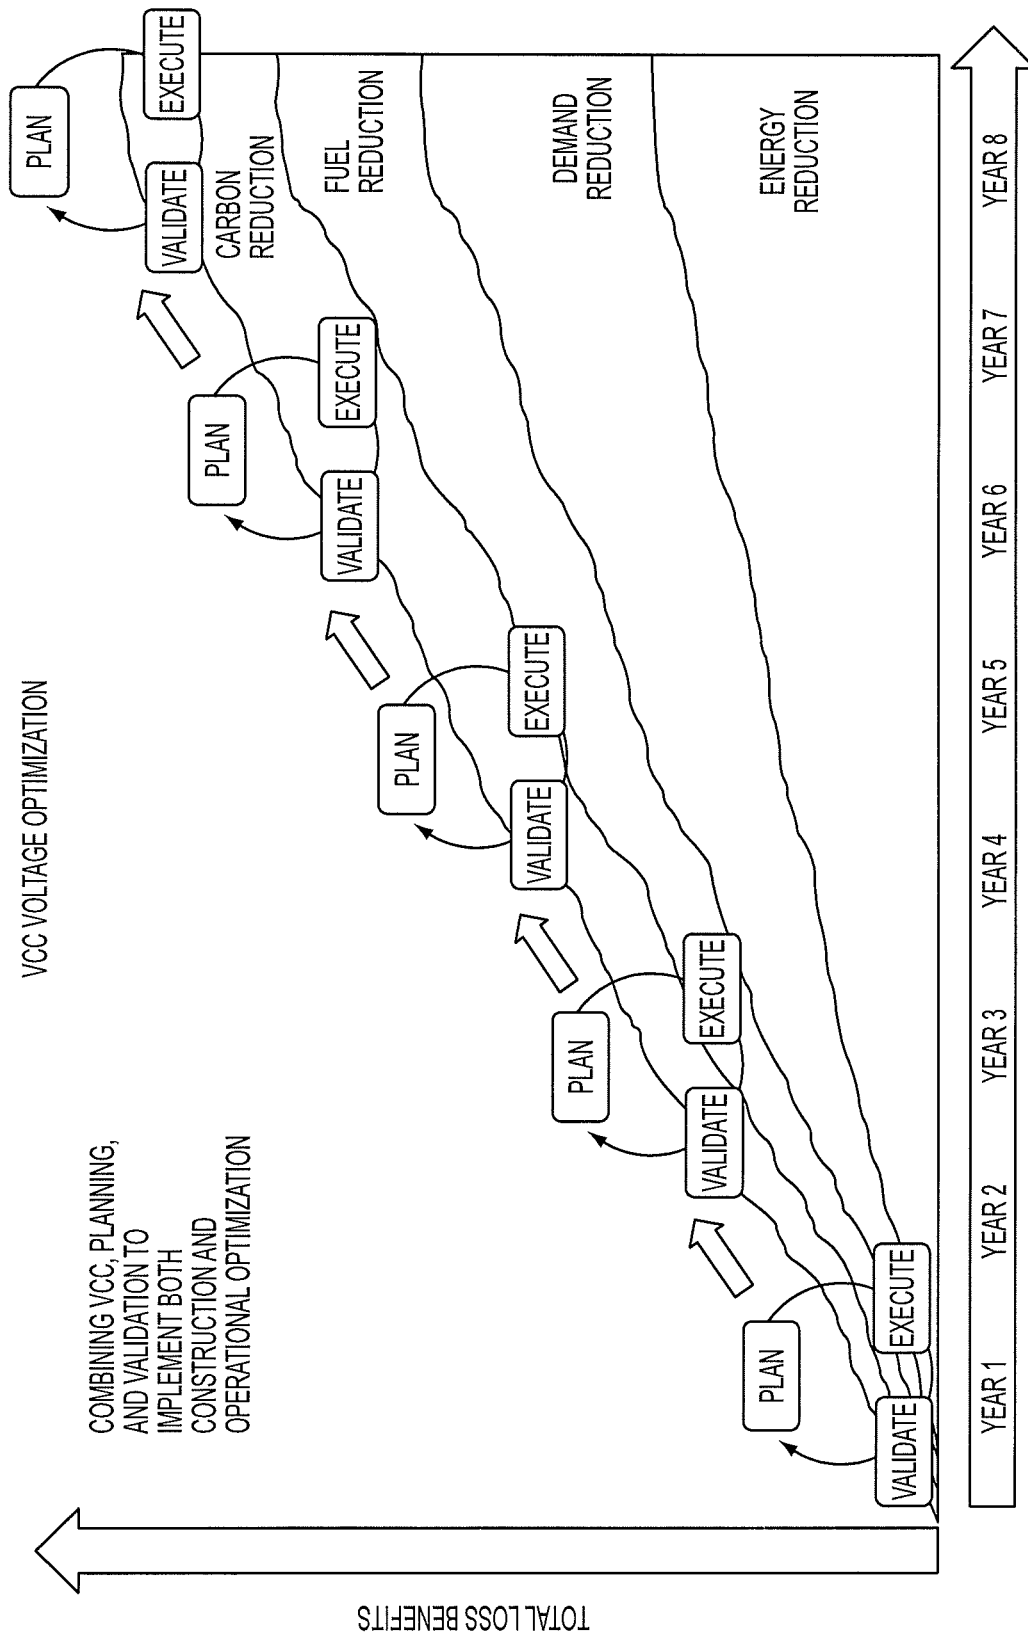 VCC VOLTAGE OPTIMIZATION
COMBINING VCC, PLANNING,
AND VALIDATION TO
IMPLEMENT BOTH
CONSTRUCTION AND
OPERATIONAL OPTIMIZATION
TOTAL LOSS BENEFITS
PLAN
VALIDATE
EXECUTE
PLAN
VALIDATE
EXECUTE
PLAN
VALIDATE
EXECUTE
PLAN
VALIDATE
EXECUTE
PLAN
VALIDATE
EXECUTE
CARBON
REDUCTION
FUEL
REDUCTION
DEMAND
REDUCTION
ENERGY
REDUCTION
YEAR 1
YEAR 2
YEAR 3
YEAR 4
YEAR 5
YEAR 6
YEAR 7
YEAR 8